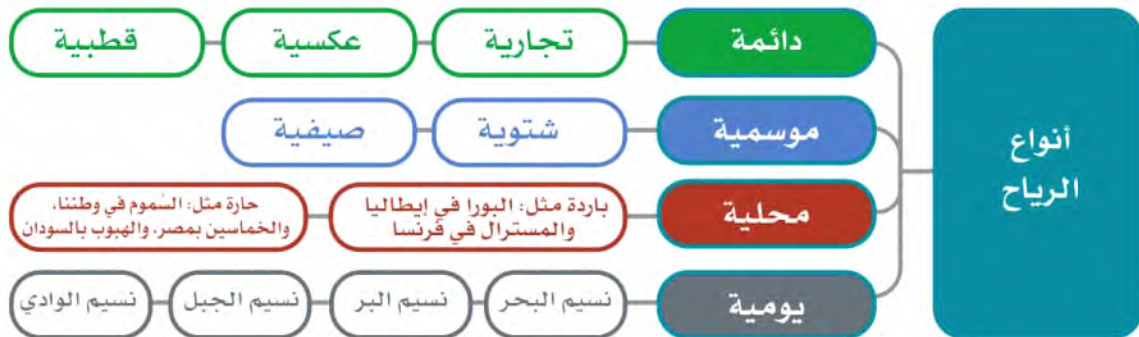 أنواع
الرياح
دائمة
تجارية
عكسية
قطبية
موسمية
شتوية
صيفية
محلية
باردة مثل: البورا في إيطاليا
والمسترال في فرنسا
حارة مثل: السَّموم في وطننا،
والخماسين بمصر، والهبوب بالسودان
يومية
نسيم البحر
نسيم البر
نسيم الجبل
نسيم الوادي